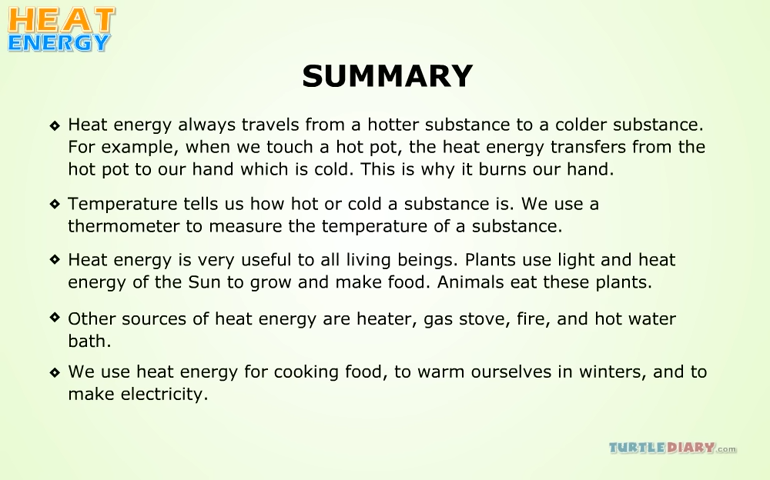 HEAT
ENERGY
SUMMARY
Heat energy always travels from a hotter substance to a colder substance.
For example, when we touch a hot pot, the heat energy transfers from the
hot pot to our hand which is cold. This is why it burns our hand.
Temperature tells us how hot or cold a substance is. We use a
thermometer to measure the temperature of a substance.
Heat energy is very useful to all living beings. Plants use light and heat
energy of the Sun to grow and make food. Animals eat these plants.
Other sources of heat energy are heater, gas stove, fire, and hot water
bath.
We use heat energy for cooking food, to warm ourselves in winters, and to
make electricity.
TURTLEDIARY.com